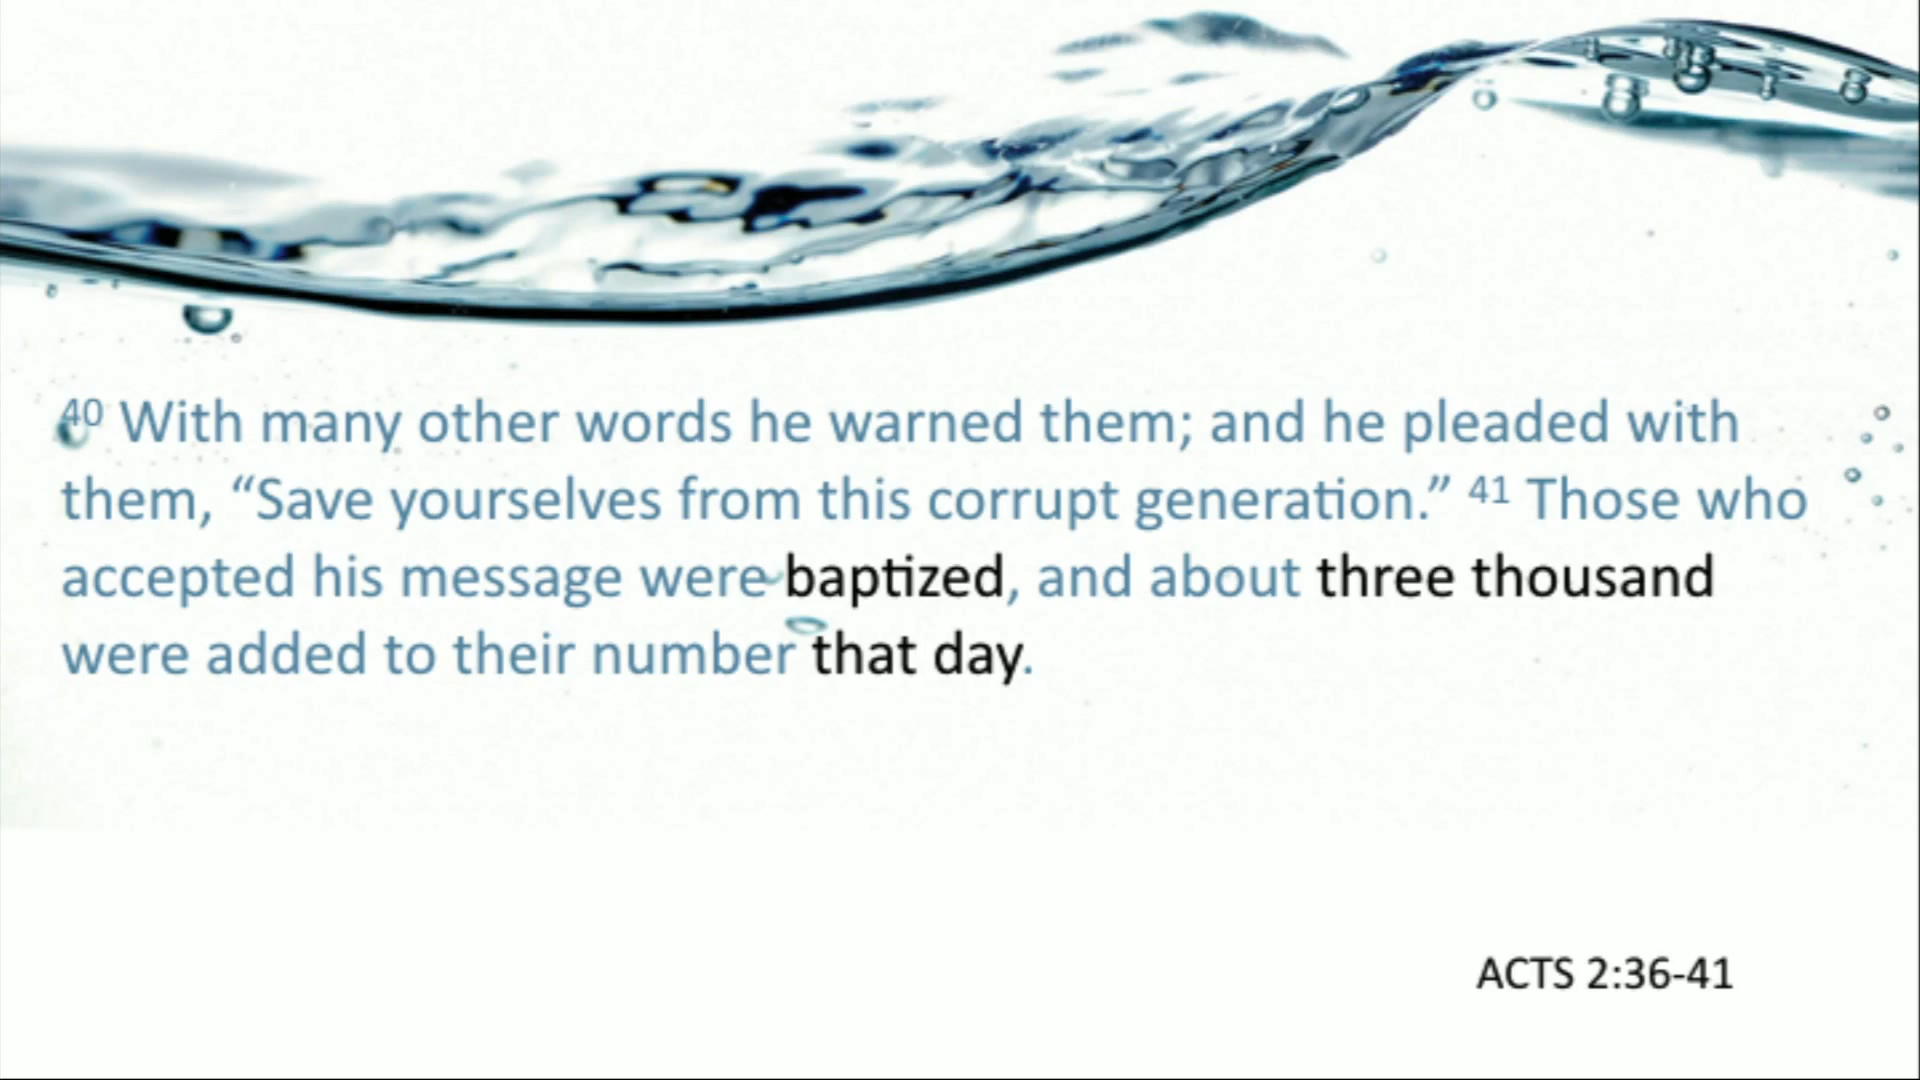 40 With many other words he warned them; and he pleaded with
them, “Save yourselves from this corrupt generation.” 41 Those who
accepted his message were baptized, and about three thousand
were added to their number that day.
ACTS 2:36-41